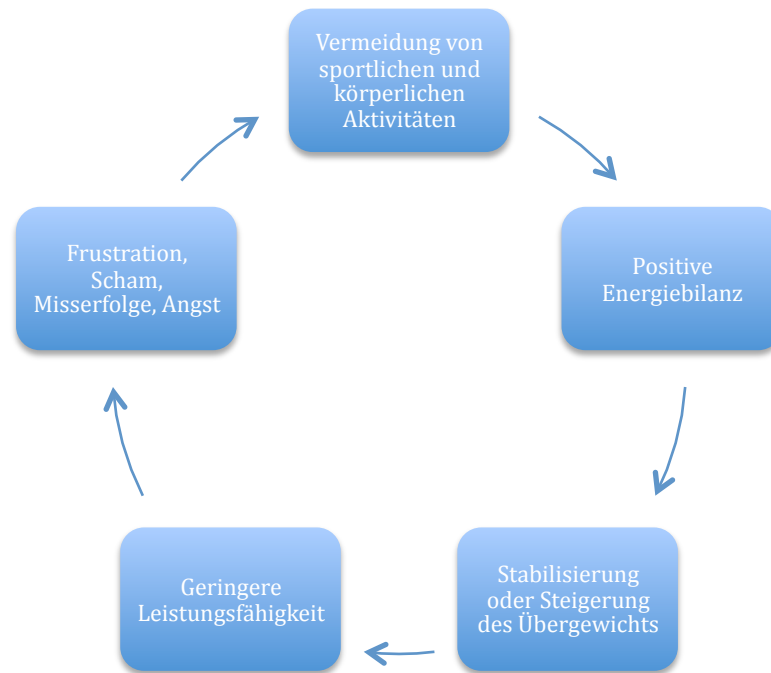 Vermeidung von
sportlichen und
körperlichen
Aktivitäten
Positive
Energiebilanz
Stabilisierung
oder Steigerung
des Übergewichts
Geringere
Leistungsfähigkeit
Frustration,
Scham,
Misserfolge, Angst